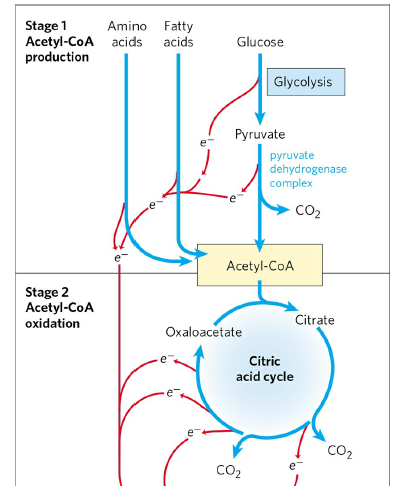 Stage 1
Acetyl-CoA
production
Amino
acids
Fatty
acids
Glucose
Glycolysis
e⁻
Pyruvate
pyruvate
dehydrogenase
complex
e⁻
e⁻
CO₂
e⁻
Acetyl-CoA
Stage 2
Acetyl-CoA
oxidation
Oxaloacetate
Citrate
e⁻
Citric
acid cycle
e⁻
e⁻
CO₂
CO₂
e⁻